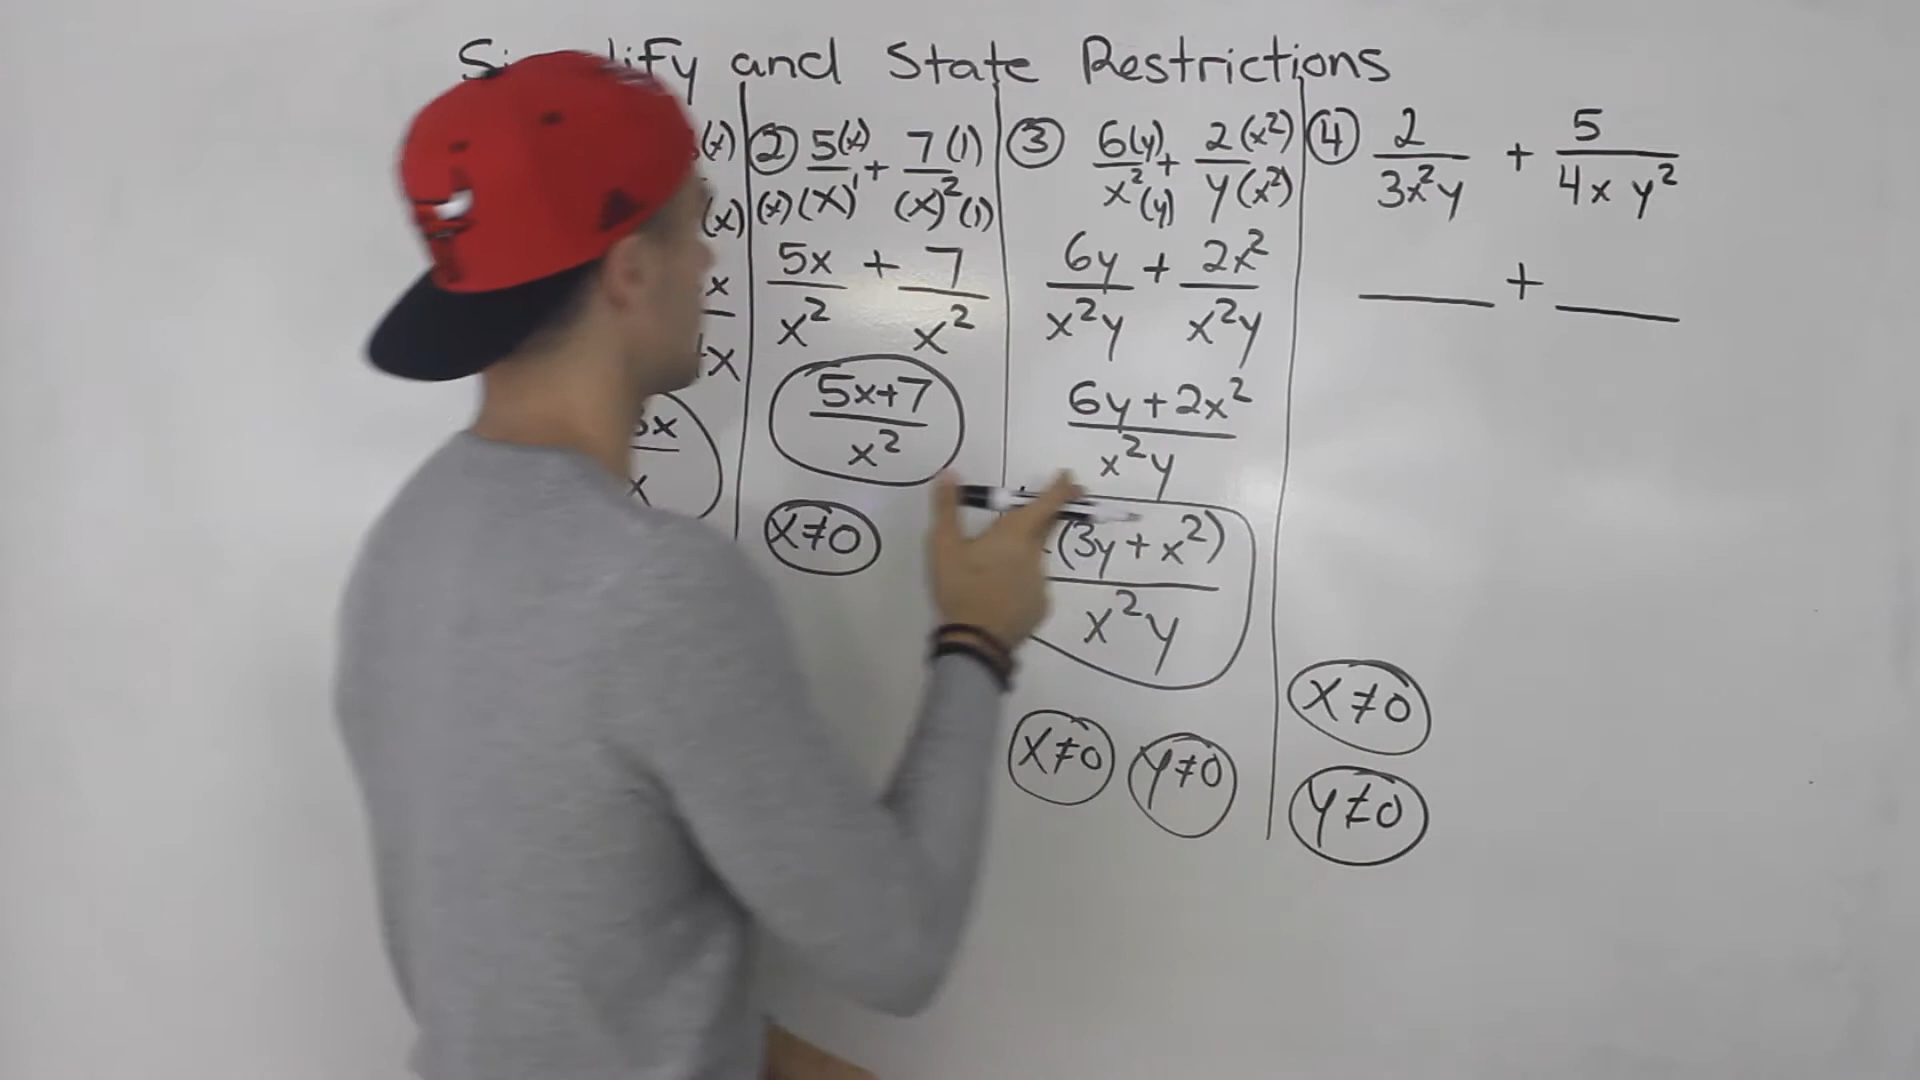 and State Restrictions
② 5(x)/(x)(x)¹ + 7(1)/(x)²(1)
5x/x² + 7/x²
5x+7/x²
x≠0
③ 6(y)/x²(y) + 2(x²)/y(x²)
6y/x²y + 2x²/x²y
6y+2x²/x²y
(3y+x²)/x²y
x≠0 y≠0
④ 2/3x²y + 5/4xy²
___ + ___
x≠0
y≠0